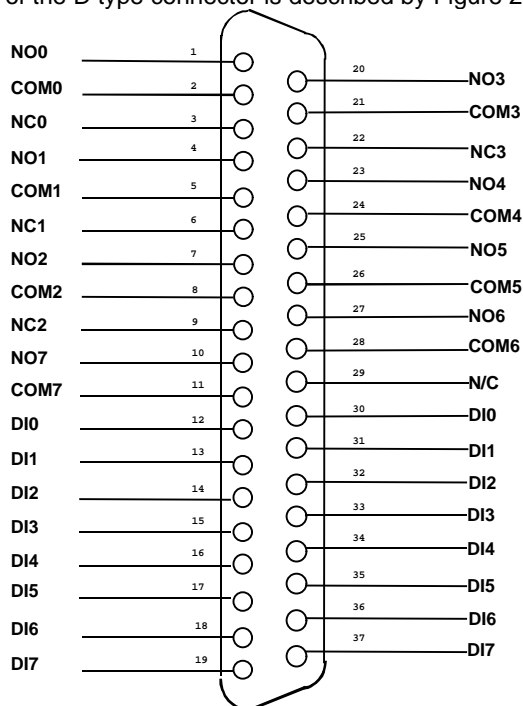 of the D type connector is described by Figure 2
NO0 1
COM0 2
NC0 3
NO1 4
COM1 5
NC1 6
NO2 7
COM2 8
NC2 9
NO7 10
COM7 11
DI0 12
DI1 13
DI2 14
DI3 15
DI4 16
DI5 17
DI6 18
DI7 19
20 NO3
21 COM3
22 NC3
23 NO4
24 COM4
25 NO5
26 COM5
27 NO6
28 COM6
29 N/C
30 DI0
31 DI1
32 DI2
33 DI3
34 DI4
35 DI5
36 DI6
37 DI7